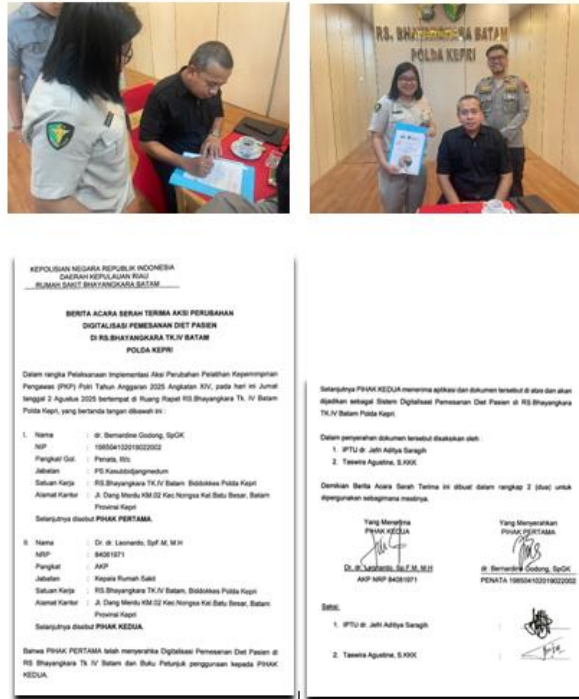 RS. BHAYANGKARA BATAM
POLDA KEPRI
KEPOLISIAN NEGARA REPUBLIK INDONESIA
DAERAH KEPULAUAN RIAU
RUMAH SAKIT BHAYANGKARA BATAM
BERITA ACARA SERAH TERIMA AKSI PERUBAHAN
DIGITALISASI PEMESANAN DIET PASIEN
DI RS.BHAYANGKARA TK.IV BATAM
POLDA KEPRI
Dalam rangka Pelaksanaan Implementasi Aksi Perubahan Pelatihan Kepemimpinan
Pengawas (PKP) Polri Tahun Anggaran 2025 Angkatan XIV, pada hari ini Jumat
tanggal 2 Agustus 2025 bertempat di Ruang Rapat RS.Bhayangkara Tk. IV Batam
Polda Kepri, yang bertanda tangan dibawah ini :
I. Nama : dr. Bernardine Godong, SpGK
NIP : 198504102019022002
Pangkat/ Gol. : Penata, III/c
Jabatan : PS.Kasubbidjangmedum
Satuan Kerja : RS.Bhayangkara TK.IV Batam Biddokkes Polda Kepri
Alamat Kantor : Jl. Dang Merdu KM.02 Kec.Nongsa Kel.Batu Besar, Batam
Provinsi Kepri
Selanjutnya disebut PIHAK PERTAMA.
II. Nama : Dr. dr. Leonardo, SpF.M, M.H
NRP : 84081971
Pangkat : AKP
Jabatan : Kepala Rumah Sakit
Satuan Kerja : RS.Bhayangkara TK.IV Batam, Biddokkes Polda Kepri
Alamat Kantor : Jl. Dang Merdu KM.02 Kec.Nongsa Kel.Batu Besar, Batam
Provinsi Kepri
Selanjutnya disebut PIHAK KEDUA.
Bahwa PIHAK PERTAMA telah menyerahka Digitalisasi Pemesenan Diet Pasien di
RS Bhayangkara Tk IV Batam dan Buku Petunjuk penggunaan kepada PIHAK
KEDUA.
Selanjutnya PIHAK KEDUA menerima aplikasi dan dokumen tersebut di atas dan akan
dijadikan sebagai Sistem Digitalisasi Pemesanan Diet Pasien di RS.Bhayangkara
TK.IV Batam Polda Kepri.
Dalam penyerahan dokumen tersebut disaksikan oleh :
1. IPTU dr. Jefri Aditya Saragih
2. Taswira Agustine, S.KKK
Demikian Berita Acara Serah Terima ini dibuat dalam rangkap 2 (dua) untuk
dipergunakan sebagaimana mestinya.
Yang Menerima
PIHAK KEDUA
Dr. dr. Leonardo, Sp.F.M, M.H
AKP NRP 84081971
Yang Menyerahkan
PIHAK PERTAMA
dr. Bernardine Godong, SpGK
PENATA 198504102019022002
Saksi
1. IPTU dr. Jefri Aditya Saragih :
2. Taswira Agustine, S.KKK :